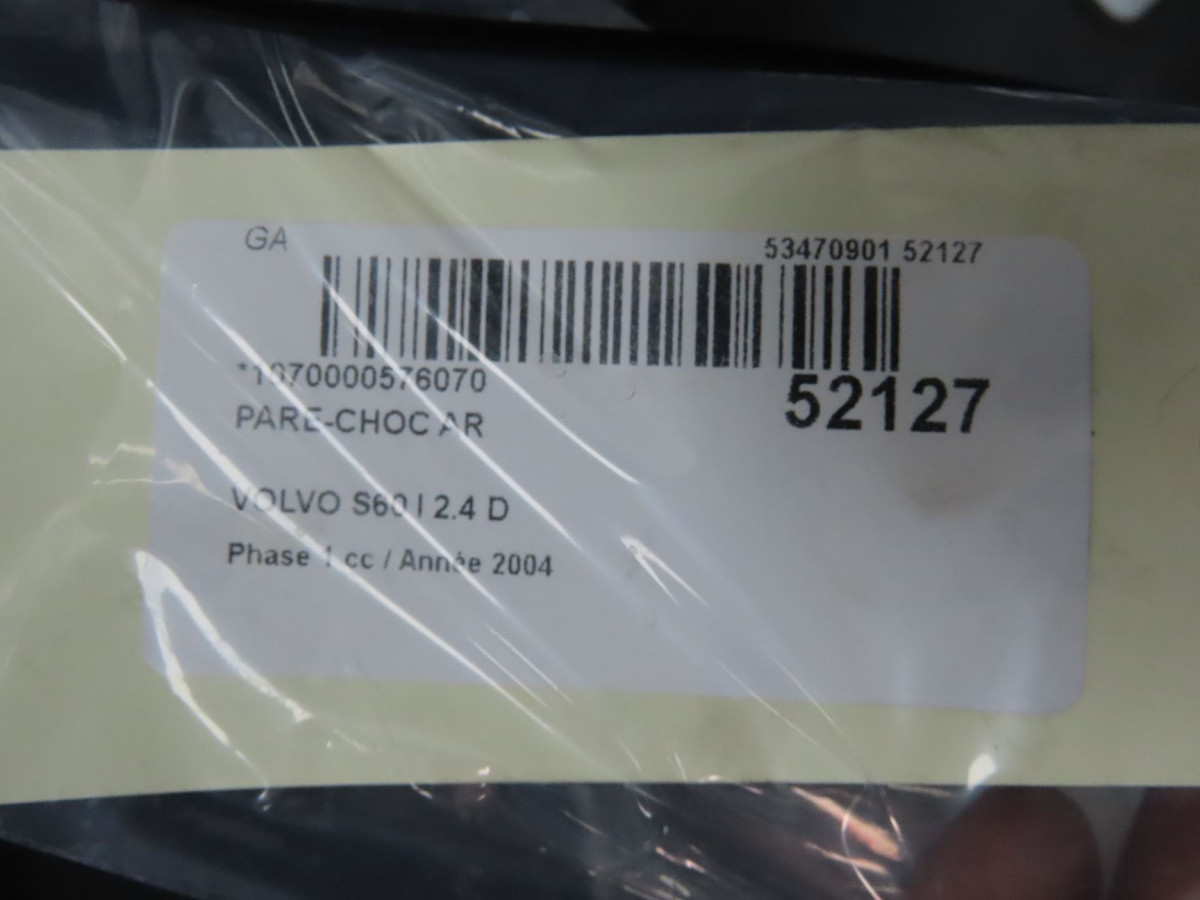 GA 53470901 52127
*1070000576070
52127
PARE-CHOC AR
VOLVO S60 I 2.4 D
Phase 1 cc / Année 2004